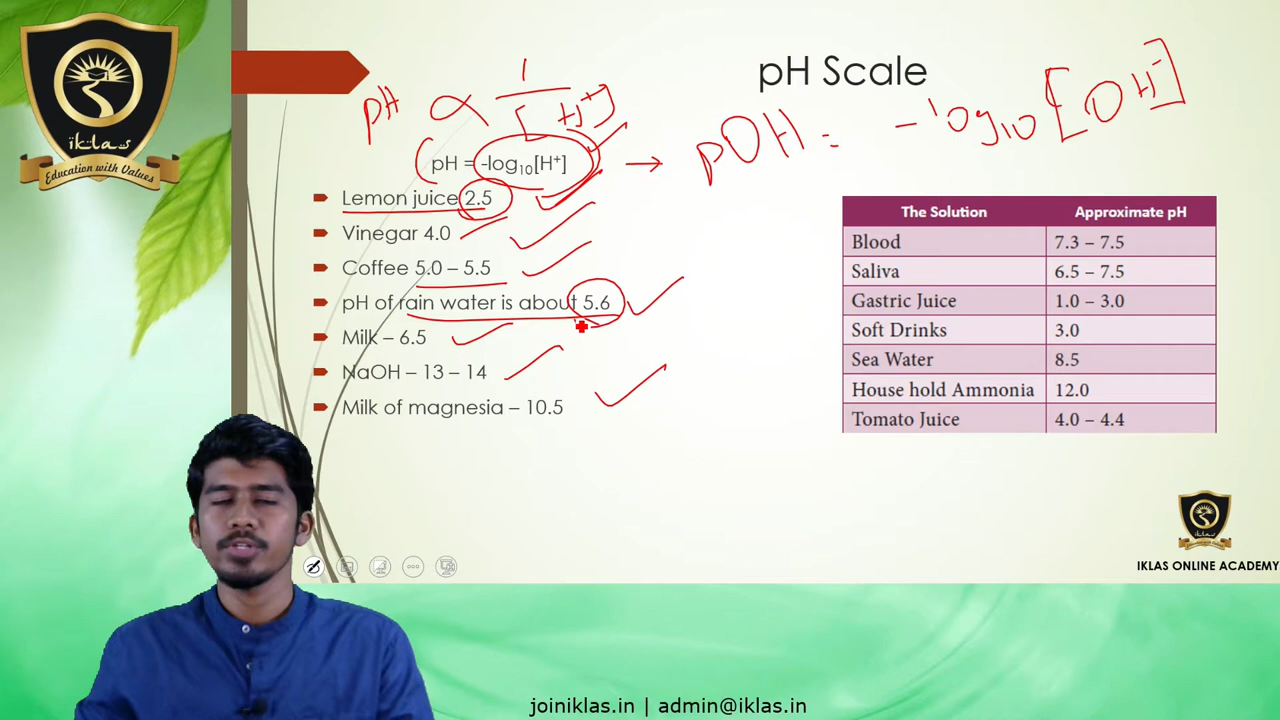 iklas
Education with Values
pH Scale
pH ∝ 1/[H⁺]
pOH = -log₁₀[OH⁻]
pH = -log₁₀[H⁺] →
Lemon juice 2.5
Vinegar 4.0
Coffee 5.0 – 5.5
pH of rain water is about 5.6
Milk – 6.5
NaOH – 13 – 14
Milk of magnesia – 10.5
The Solution Approximate pH
Blood 7.3 – 7.5
Saliva 6.5 – 7.5
Gastric Juice 1.0 – 3.0
Soft Drinks 3.0
Sea Water 8.5
House hold Ammonia 12.0
Tomato Juice 4.0 – 4.4
IKLAS ONLINE ACADEMY
joiniklas.in | admin@iklas.in